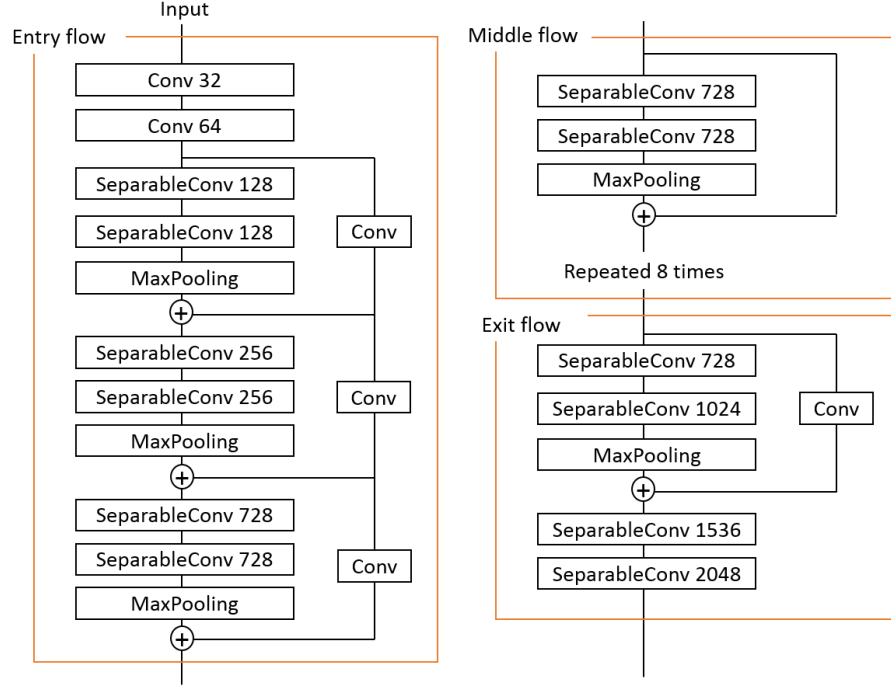 Input
Entry flow
Conv 32
Conv 64
SeparableConv 128
SeparableConv 128
Conv
MaxPooling
+
SeparableConv 256
SeparableConv 256
Conv
MaxPooling
+
SeparableConv 728
SeparableConv 728
Conv
MaxPooling
+
Middle flow
SeparableConv 728
SeparableConv 728
MaxPooling
+
Repeated 8 times
Exit flow
SeparableConv 728
SeparableConv 1024
Conv
MaxPooling
+
SeparableConv 1536
SeparableConv 2048